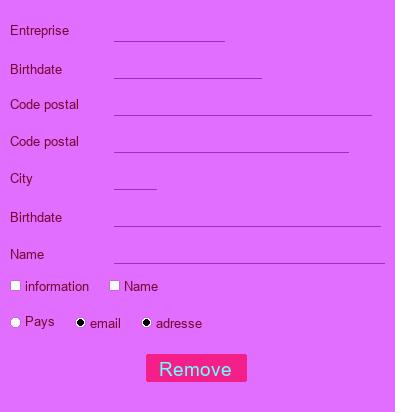 Entreprise
Birthdate
Code postal
Code postal
City
Birthdate
Name
information Name
Pays email adresse
Remove